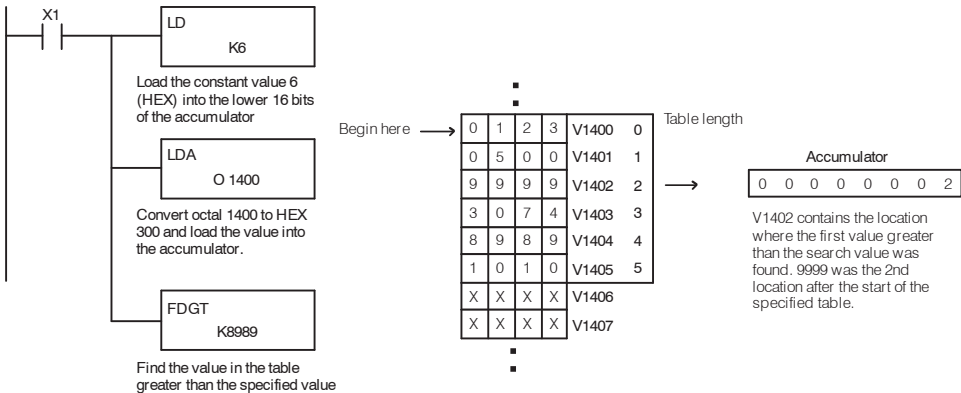 X1
LD
K6
Load the constant value 6
(HEX) into the lower 16 bits
of the accumulator
LDA
O 1400
Convert octal 1400 to HEX
300 and load the value into
the accumulator.
FDGT
K8989
Find the value in the table
greater than the specified value
Begin here
Table length
0 1 2 3 V1400 0
0 5 0 0 V1401 1
9 9 9 9 V1402 2
3 0 7 4 V1403 3
8 9 8 9 V1404 4
1 0 1 0 V1405 5
X X X X V1406
X X X X V1407
Accumulator
0 0 0 0 0 0 0 2
V1402 contains the location
where the first value greater
than the search value was
found. 9999 was the 2nd
location after the start of the
specified table.